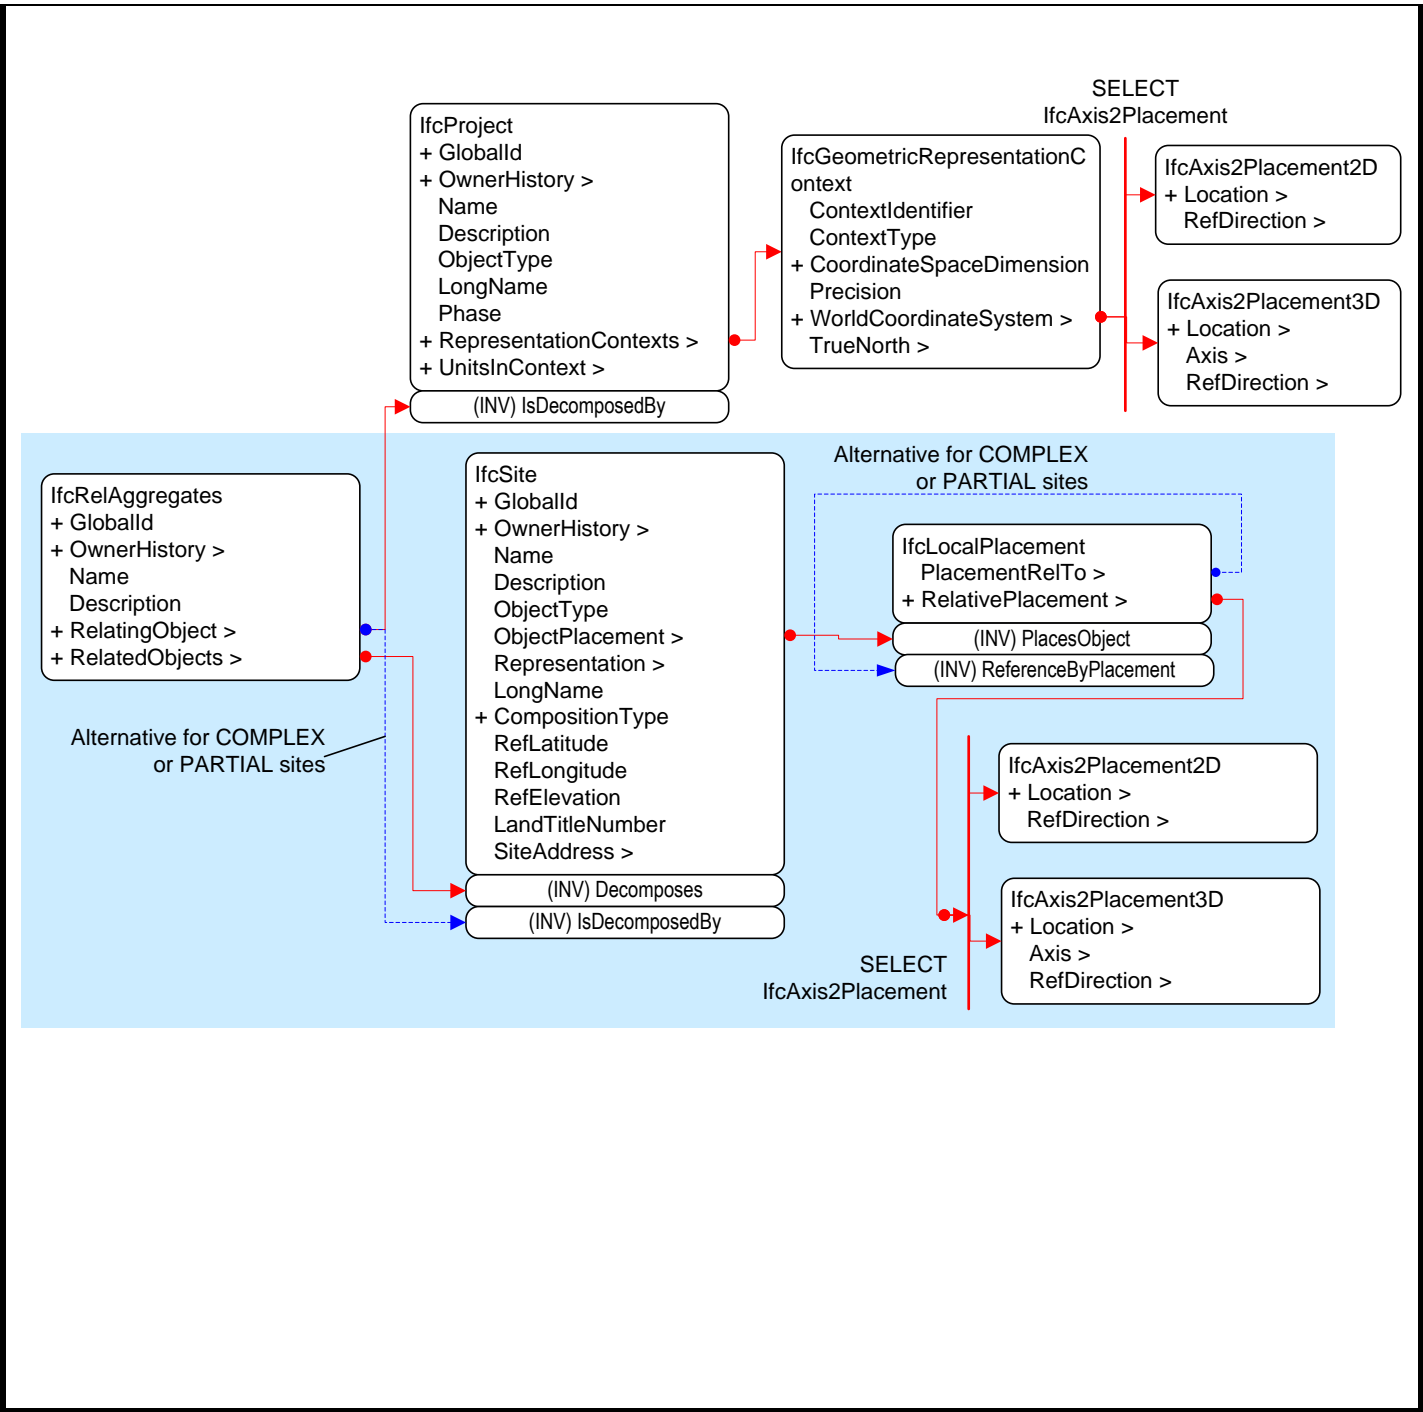 SELECT
IfcAxis2Placement
IfcProject
+ GlobalId
+ OwnerHistory >
Name
Description
ObjectType
LongName
Phase
+ RepresentationContexts >
+ UnitsInContext >
(INV) IsDecomposedBy
IfcGeometricRepresentationC
ontext
ContextIdentifier
ContextType
+ CoordinateSpaceDimension
Precision
+ WorldCoordinateSystem >
TrueNorth >
IfcAxis2Placement2D
+ Location >
RefDirection >
IfcAxis2Placement3D
+ Location >
Axis >
RefDirection >
IfcRelAggregates
+ GlobalId
+ OwnerHistory >
Name
Description
+ RelatingObject >
+ RelatedObjects >
Alternative for COMPLEX
or PARTIAL sites
IfcSite
+ GlobalId
+ OwnerHistory >
Name
Description
ObjectType
ObjectPlacement >
Representation >
LongName
+ CompositionType
RefLatitude
RefLongitude
RefElevation
LandTitleNumber
SiteAddress >
(INV) Decomposes
(INV) IsDecomposedBy
Alternative for COMPLEX
or PARTIAL sites
IfcLocalPlacement
PlacementRelTo >
+ RelativePlacement >
(INV) PlacesObject
(INV) ReferenceByPlacement
IfcAxis2Placement2D
+ Location >
RefDirection >
IfcAxis2Placement3D
+ Location >
Axis >
RefDirection >
SELECT
IfcAxis2Placement